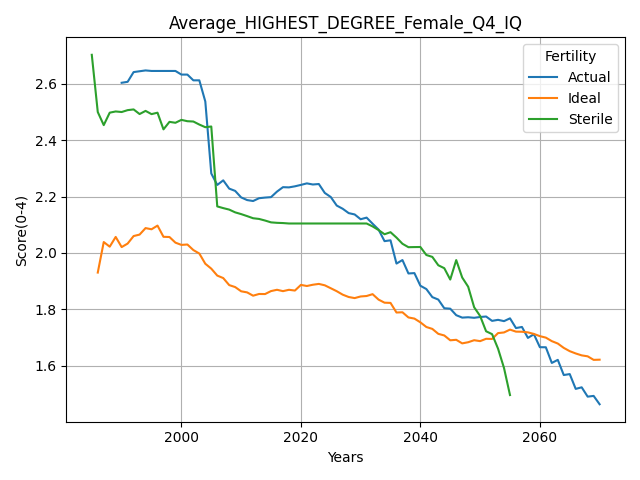 Average_HIGHEST_DEGREE_Female_Q4_IQ
Fertility
Actual
Ideal
Sterile
Score(0-4)
2.6
2.4
2.2
2.0
1.8
1.6
2000 2020 2040 2060
Years